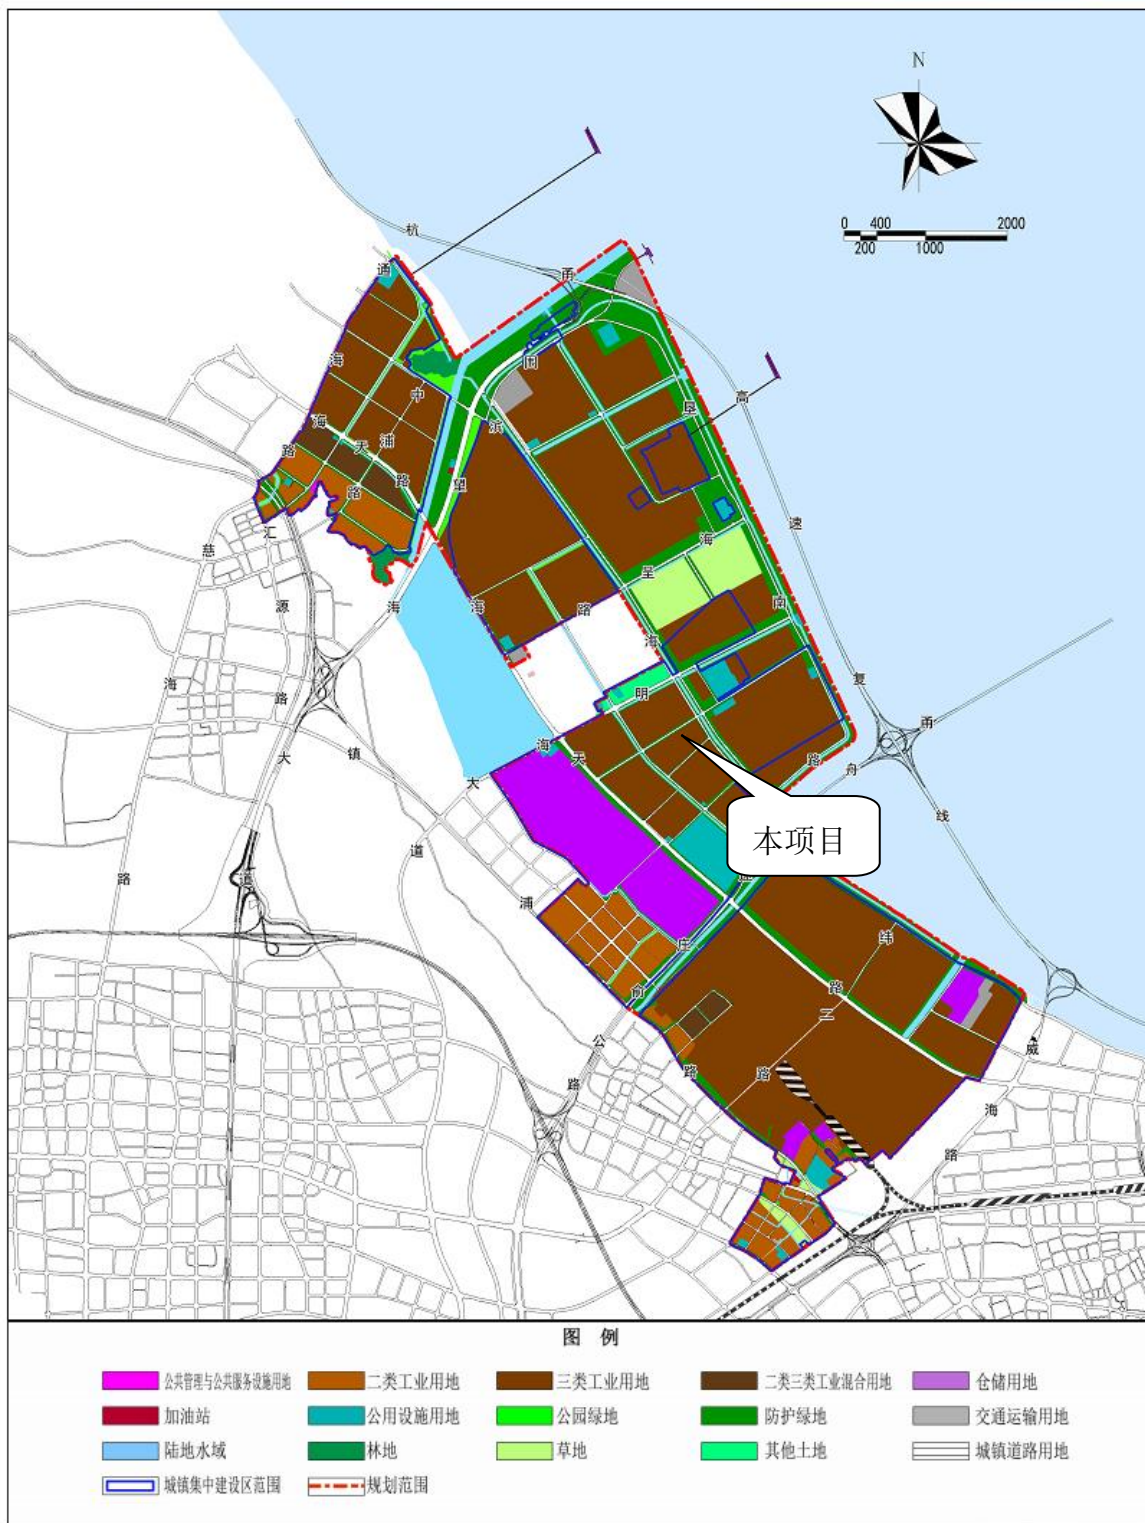 N
0 400 2000
200 1000
杭
甬
高
速
复
线
通
海
路
中
浦
路
海
天
路
围
垦
滨
望
海
呈
路
海
南
路
海
明
海
天
路
大
道
甬
舟
慈
海
路
汇
源
路
海
大
道
镇
浦
路
俞
庄
公
路
纬
二
路
威
海
路
本项目
图 例
公共管理与公共服务设施用地 二类工业用地 三类工业用地 二类三类工业混合用地 仓储用地
加油站 公用设施用地 公园绿地 防护绿地 交通运输用地
陆地水域 林地 草地 其他土地 城镇道路用地
城镇集中建设区范围 规划范围